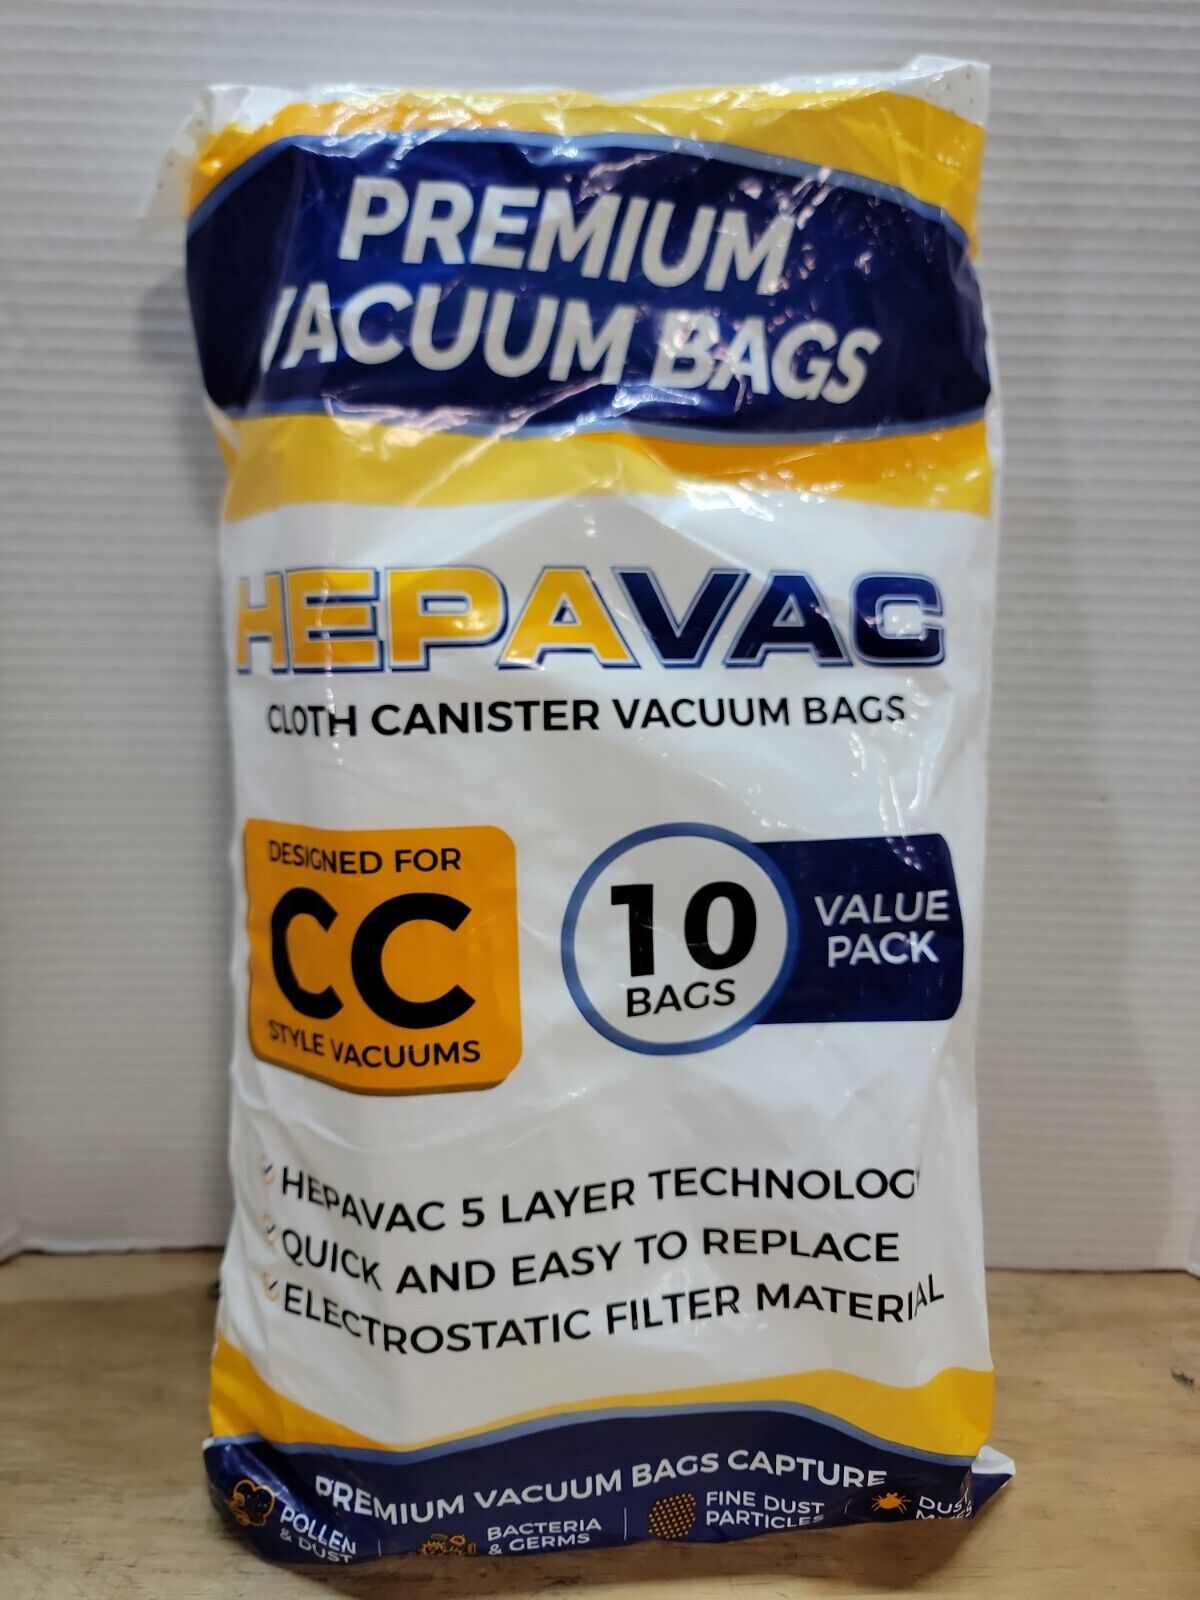 PREMIUM
VACUUM BAGS
HEPAVAC
CLOTH CANISTER VACUUM BAGS
DESIGNED FOR
CC
STYLE VACUUMS
10
BAGS
VALUE
PACK
HEPAVAC 5 LAYER TECHNOLOG
QUICK AND EASY TO REPLACE
ELECTROSTATIC FILTER MATERIAL
PREMIUM VACUUM BAGS CAPTURE
POLLEN
& DUST
BACTERIA
& GERMS
FINE DUST
PARTICLES
DUST
MITES